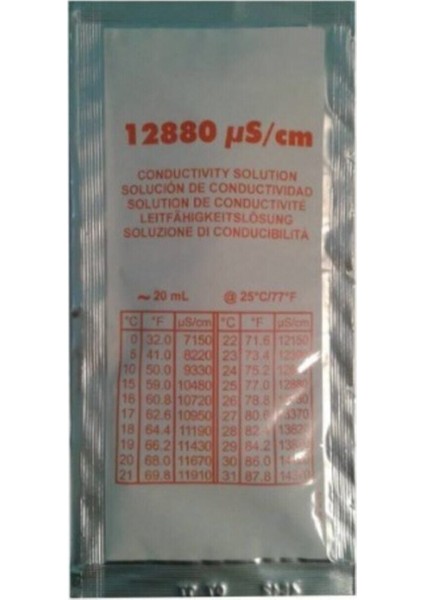 12880 µS/cm
CONDUCTIVITY SOLUTION
SOLUCIÓN DE CONDUCTIVIDAD
SOLUTION DE CONDUCTIVITÉ
LEITFÄHIGKEITSLÖSUNG
SOLUZIONE DI CONDUCIBILITÀ
~ 20 mL @ 25°C/77°F
°C °F µS/cm °C °F µS/cm
0 32.0 7150 22 71.6 12150
5 41.0 8220 23 73.4
10 50.0 9330 24 75.2
15 59.0 10480 25 77.0 12880
16 60.8 10720 26 78.8
17 62.6 10950 27 80.6 13370
18 64.4 11190 28 82.4
19 66.2 11430 29 84.2
20 68.0 11670 30 86.0
21 69.8 11910 31 87.8